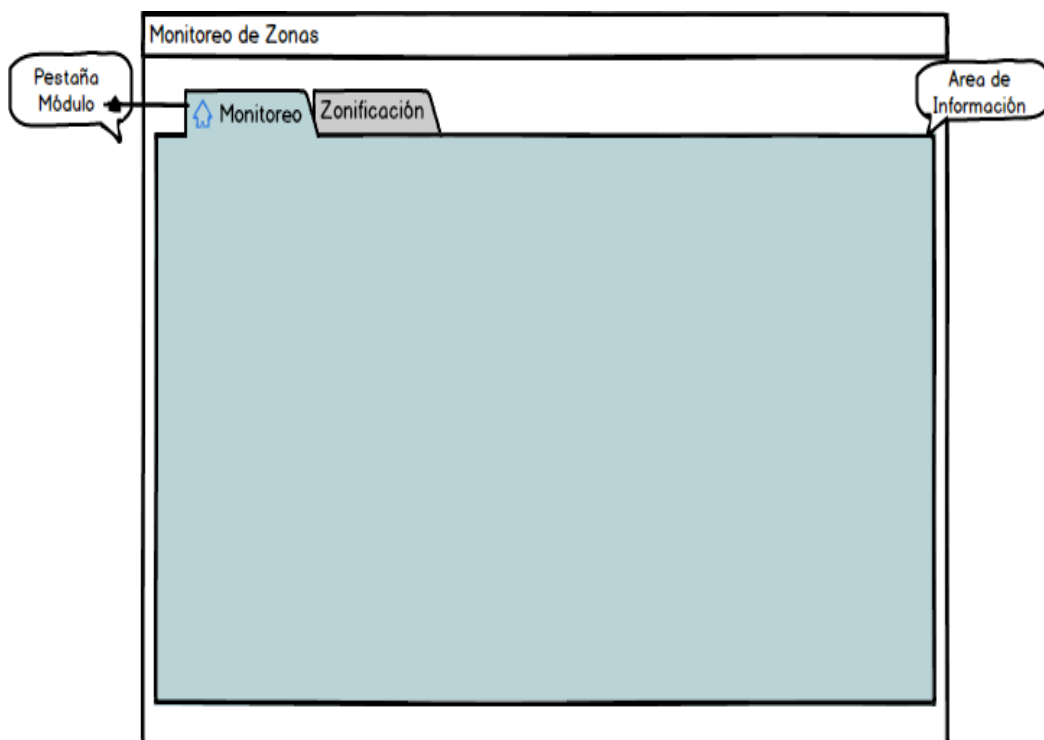 Monitoreo de Zonas
Pestaña
Módulo
Monitoreo
Zonificación
Area de
Información